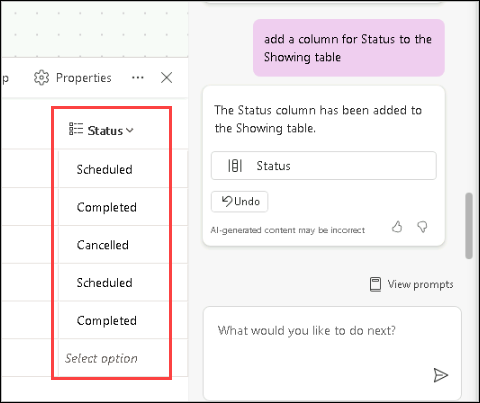 add a column for Status to the
Showing table
p
Properties
Status
Scheduled
Completed
Cancelled
Scheduled
Completed
Select option
The Status column has been added to
the Showing table.
Status
Undo
AI-generated content may be incorrect
View prompts
What would you like to do next?